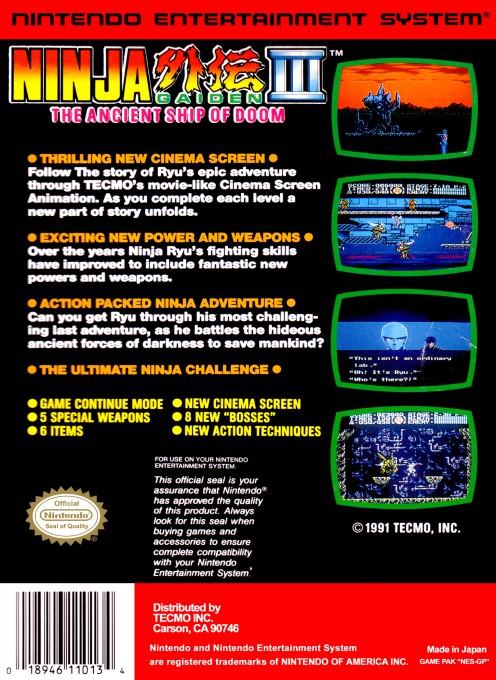 NINTENDO ENTERTAINMENT SYSTEM®
NINJA 外伝 III ™
GAIDEN
THE ANCIENT SHIP OF DOOM
● THRILLING NEW CINEMA SCREEN ●
Follow The story of Ryu's epic adventure
through TECMO's movie-like Cinema Screen
Animation. As you complete each level a
new part of story unfolds.
● EXCITING NEW POWER AND WEAPONS ●
Over the years Ninja Ryu's fighting skills
have improved to include fantastic new
powers and weapons.
● ACTION PACKED NINJA ADVENTURE ●
Can you get Ryu through his most challeng-
ing last adventure, as he battles the hideous
ancient forces of darkness to save mankind?
● THE ULTIMATE NINJA CHALLENGE ●
● GAME CONTINUE MODE
● 5 SPECIAL WEAPONS
● 6 ITEMS
● NEW CINEMA SCREEN
● 8 NEW "BOSSES"
● NEW ACTION TECHNIQUES
"This isn't an ordinary
lab."
"Oh! It's Ryu."
"Who's there?!"
FOR USE ON YOUR NINTENDO
ENTERTAINMENT SYSTEM.
This official seal is your
assurance that Nintendo®
has approved the quality
of this product. Always
look for this seal when
buying games and
accessories to ensure
complete compatibility
with your Nintendo
Entertainment System.
Official
Nintendo
Seal of Quality
®
© 1991 TECMO, INC.
0 18946 11013 4
Distributed by
TECMO INC.
Carson, CA 90746
Nintendo and Nintendo Entertainment System
are registered trademarks of NINTENDO OF AMERICA INC.
Made in Japan
GAME PAK "NES-GP"